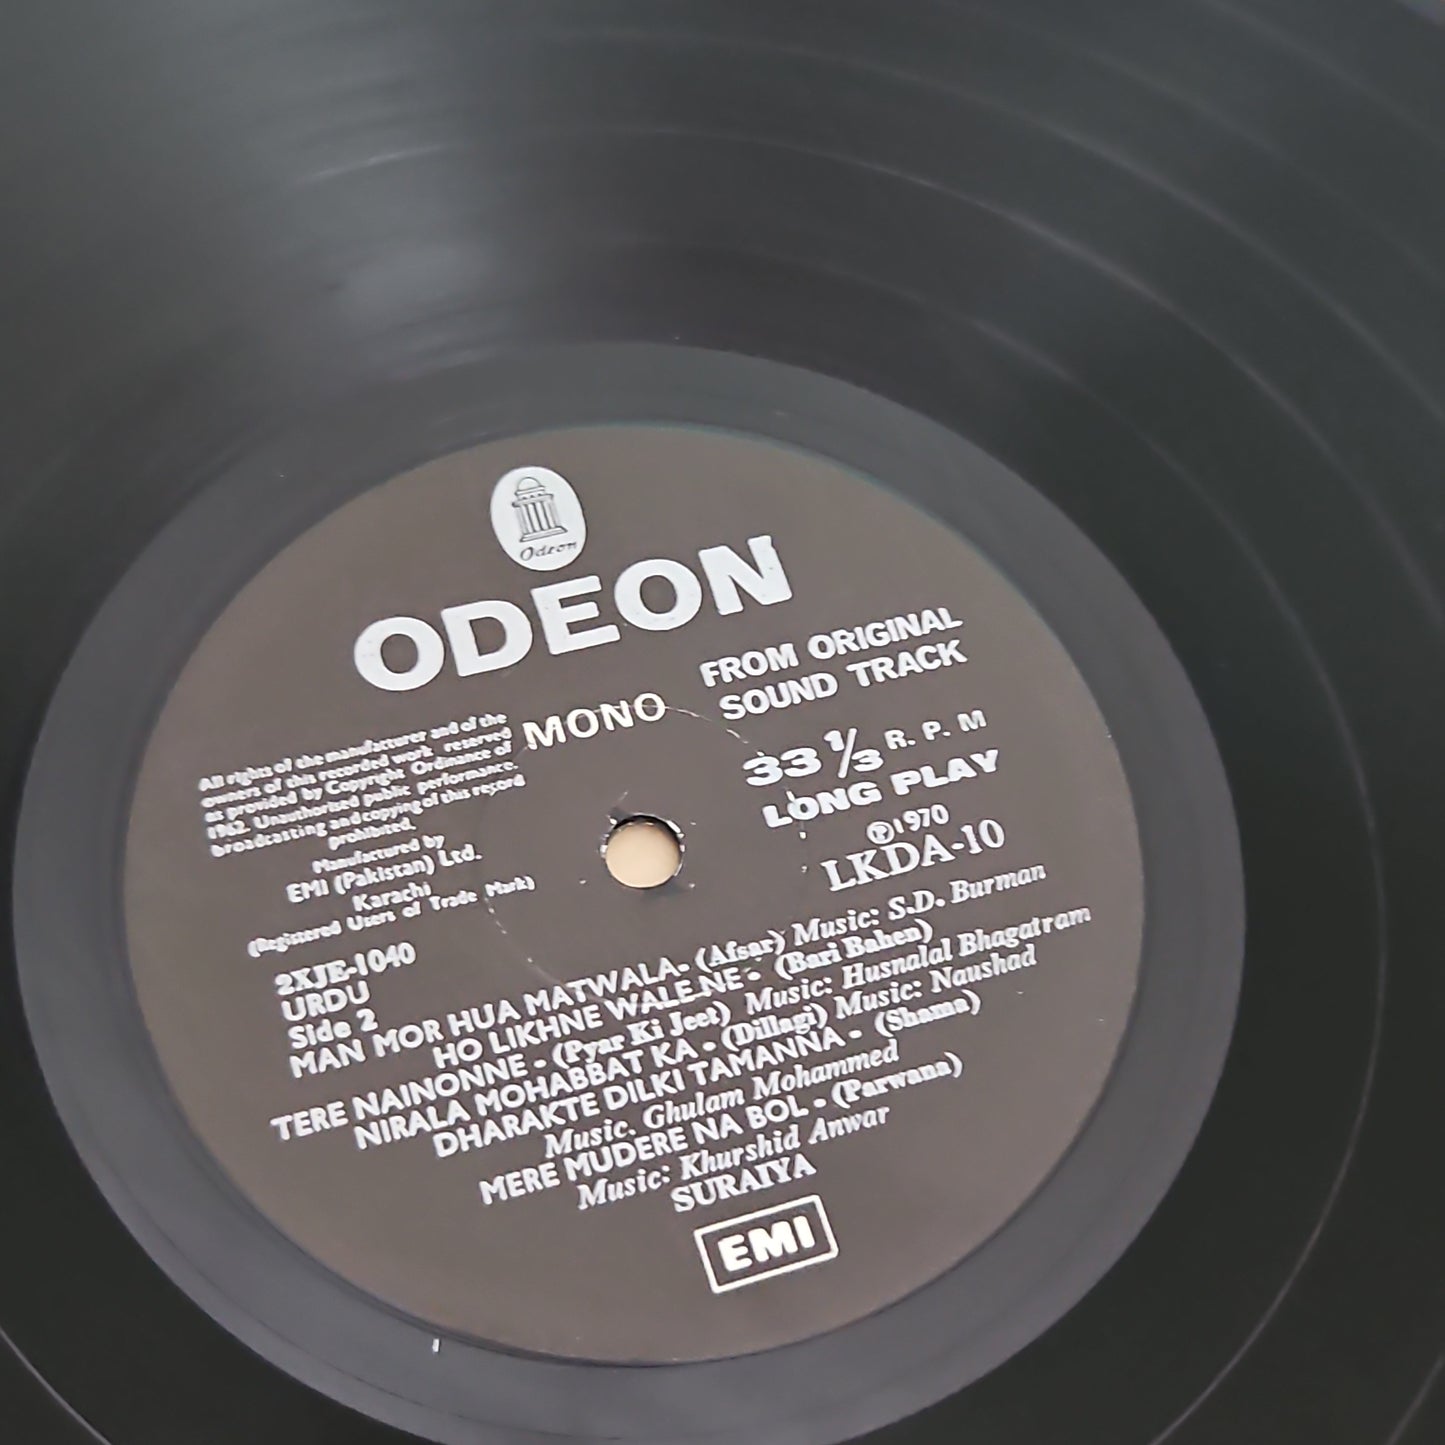 Odeon
ODEON
MONO
FROM ORIGINAL
SOUND TRACK
33 1/3 R. P. M
LONG PLAY
℗1970
LKDA-10
All rights of the manufacturer and of the
owners of this recorded work reserved
as provided by Copyright Ordinance of
1962. Unauthorised public performance,
broadcasting and copying of this record
prohibited.
Manufactured by
EMI (Pakistan) Ltd.
Karachi
(Registered Users of Trade Mark)
2XJE-1040
URDU
Side 2
MAN MOR HUA MATWALA- (Afsar) Music: S.D. Burman
HO LIKHNE WALE.NE - (Bari Bahen)
TERE NAINONNE - (Pyar Ki Jeet) Music: Husnalal Bhagatram
NIRALA MOHABBAT KA - (Dillagi) Music: Naushad
DHARAKTE DILKI TAMANNA - (Shama)
Music. Ghulam Mohammed
MERE MUDERE NA BOL - (Parwana)
Music: Khurshid Anwar
SURAIYA
EMI